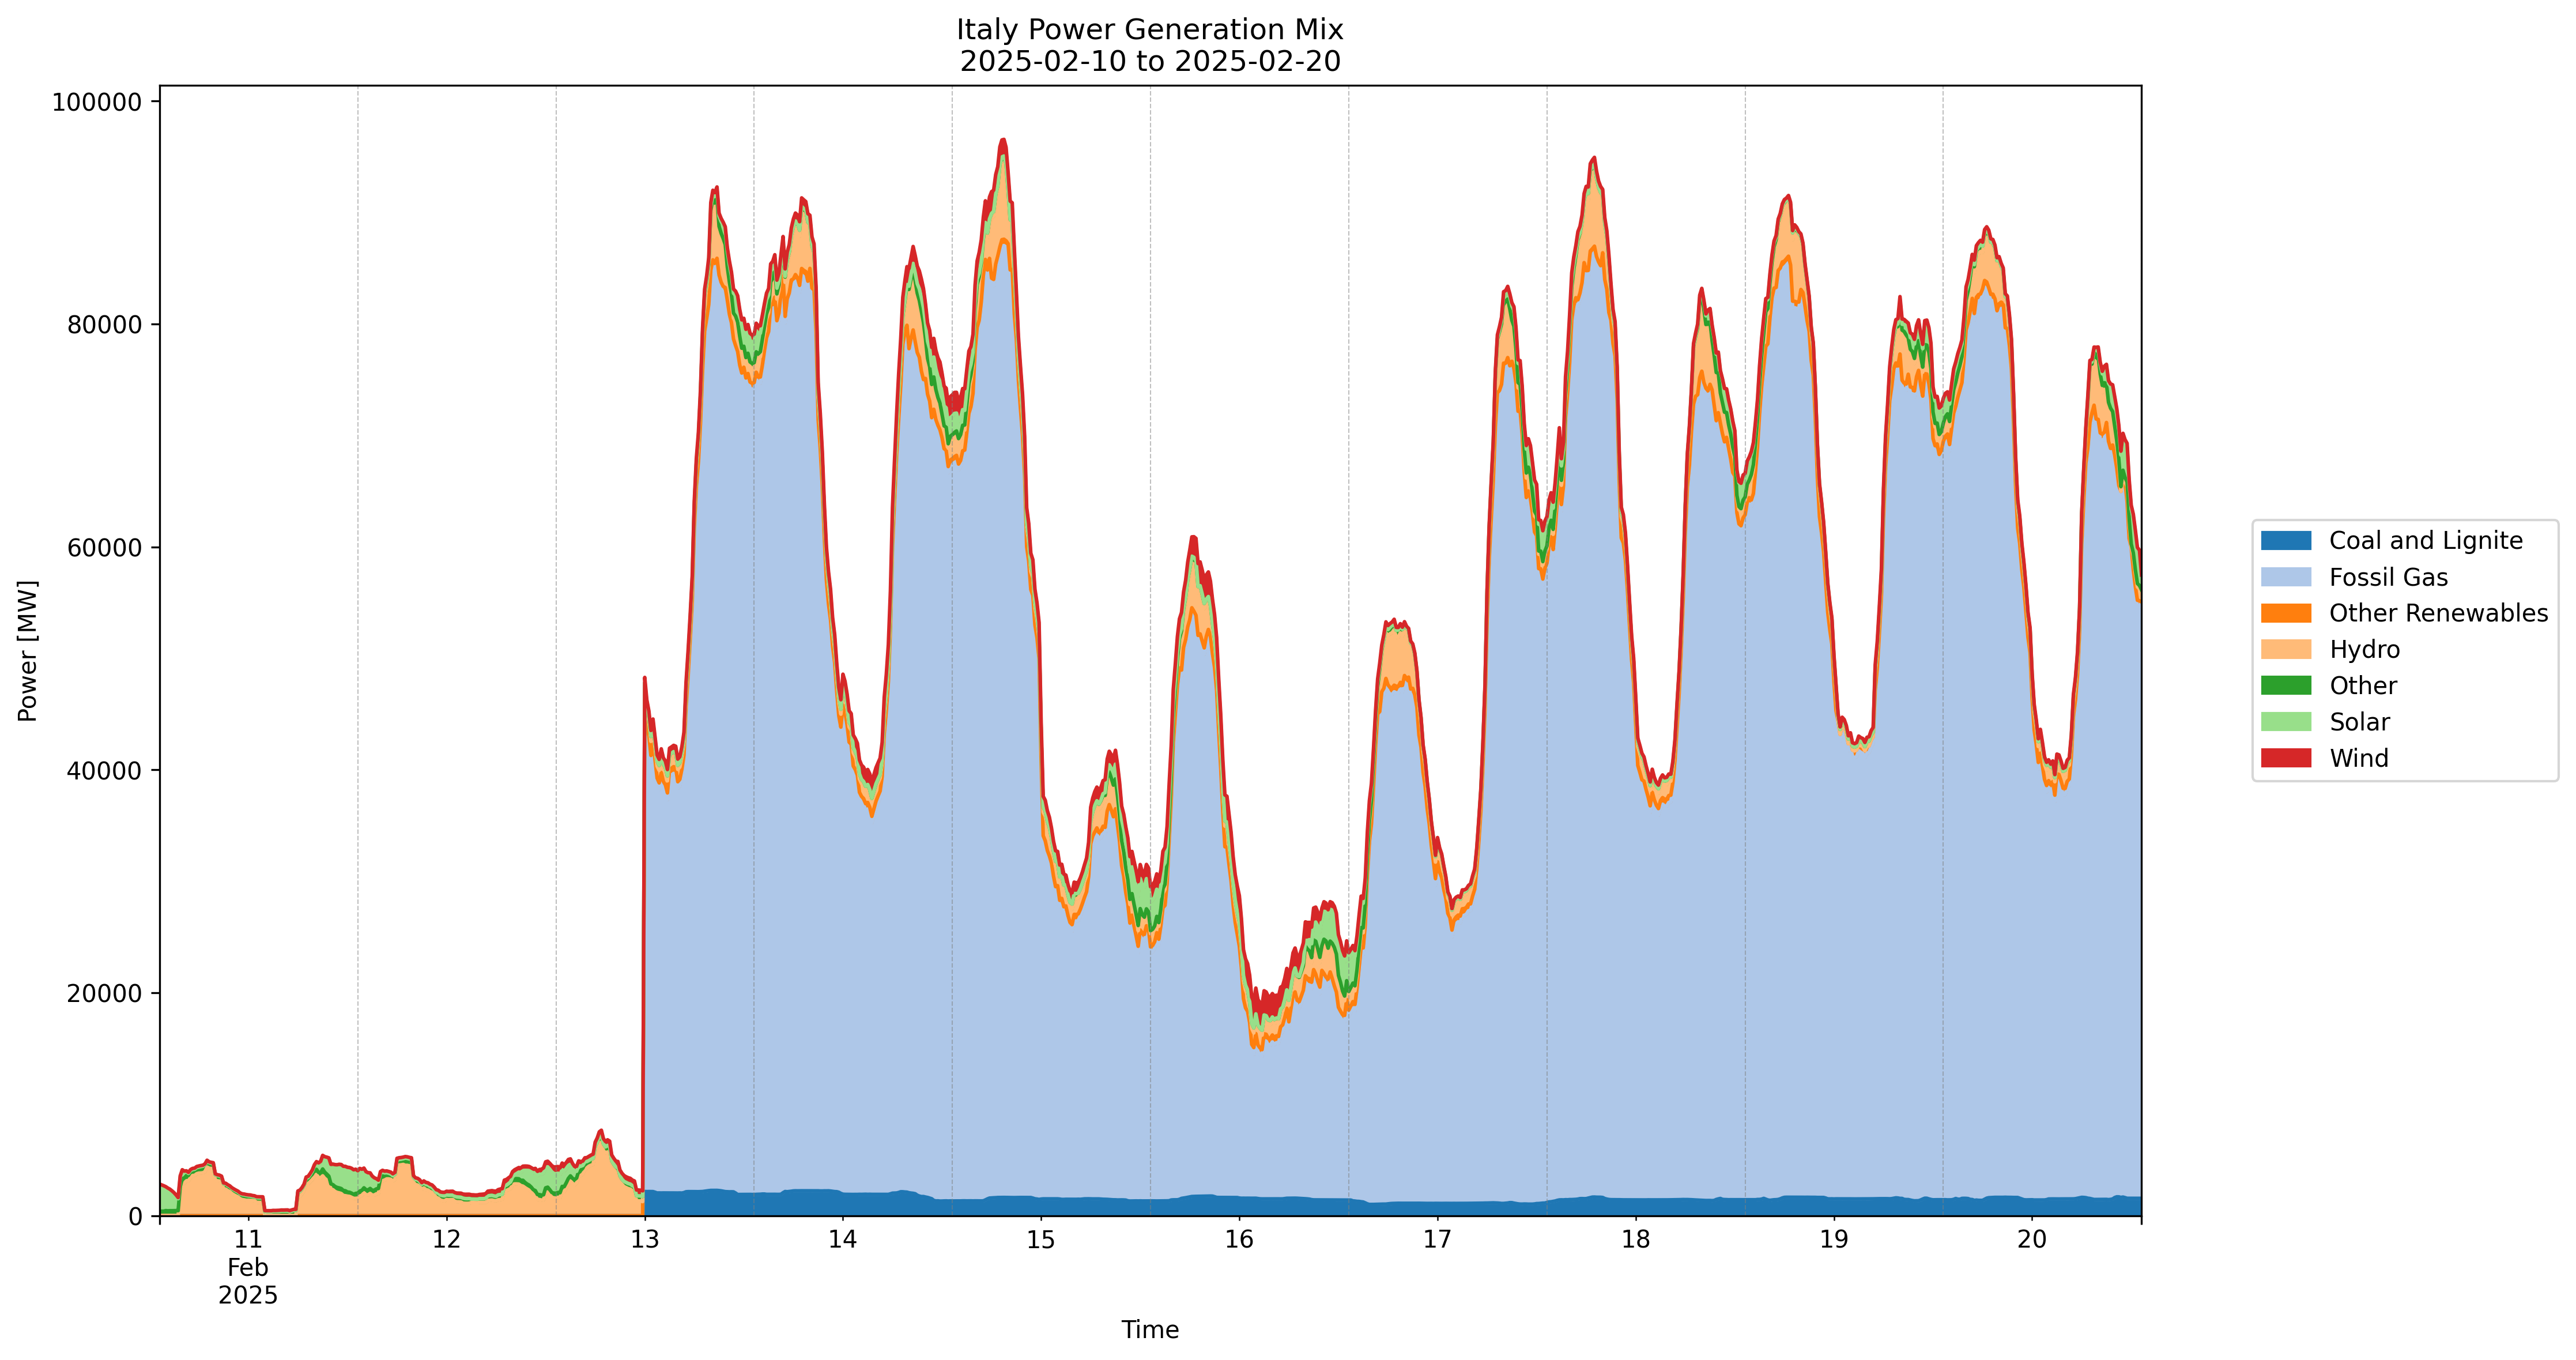 Italy Power Generation Mix
2025-02-10 to 2025-02-20
100000
80000
60000
40000
20000
0
Power [MW]
11
12
13
14
15
16
17
18
19
20
Feb
2025
Time
Coal and Lignite
Fossil Gas
Other Renewables
Hydro
Other
Solar
Wind